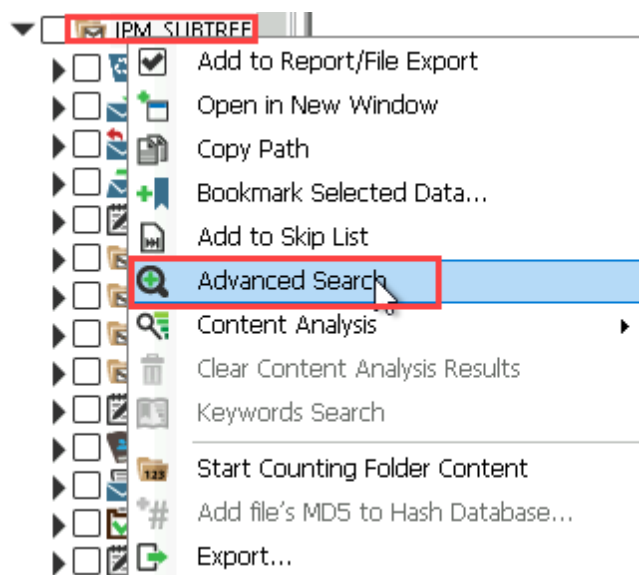 IPM_SUBTREE
Add to Report/File Export
Open in New Window
Copy Path
Bookmark Selected Data...
Add to Skip List
Advanced Search
Content Analysis
Clear Content Analysis Results
Keywords Search
123
Start Counting Folder Content
Add file's MD5 to Hash Database...
Export...